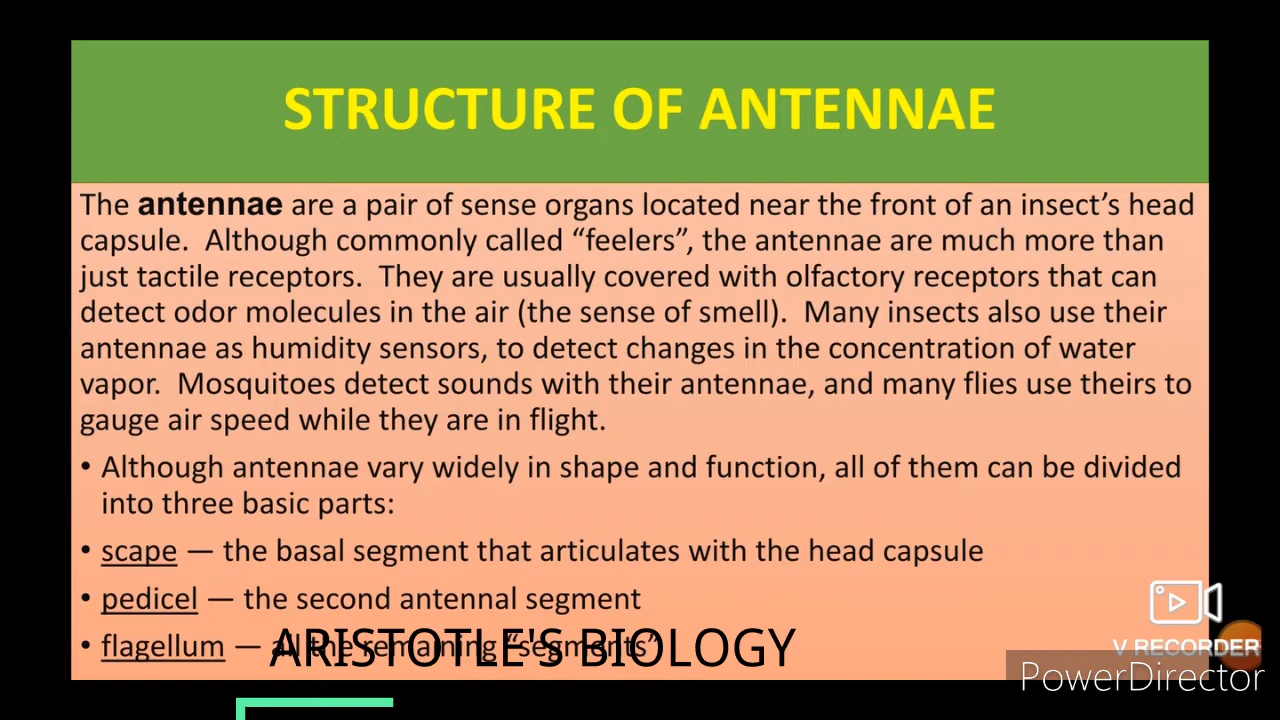 STRUCTURE OF ANTENNAE
The antennae are a pair of sense organs located near the front of an insect’s head
capsule.  Although commonly called “feelers”, the antennae are much more than
just tactile receptors.  They are usually covered with olfactory receptors that can
detect odor molecules in the air (the sense of smell).  Many insects also use their
antennae as humidity sensors, to detect changes in the concentration of water
vapor.  Mosquitoes detect sounds with their antennae, and many flies use theirs to
gauge air speed while they are in flight.
• Although antennae vary widely in shape and function, all of them can be divided
into three basic parts:
• scape — the basal segment that articulates with the head capsule
• pedicel — the second antennal segment
• flagellum — all the remaining “segments”
ARISTOTLE'S BIOLOGY
V RECORDER
PowerDirector